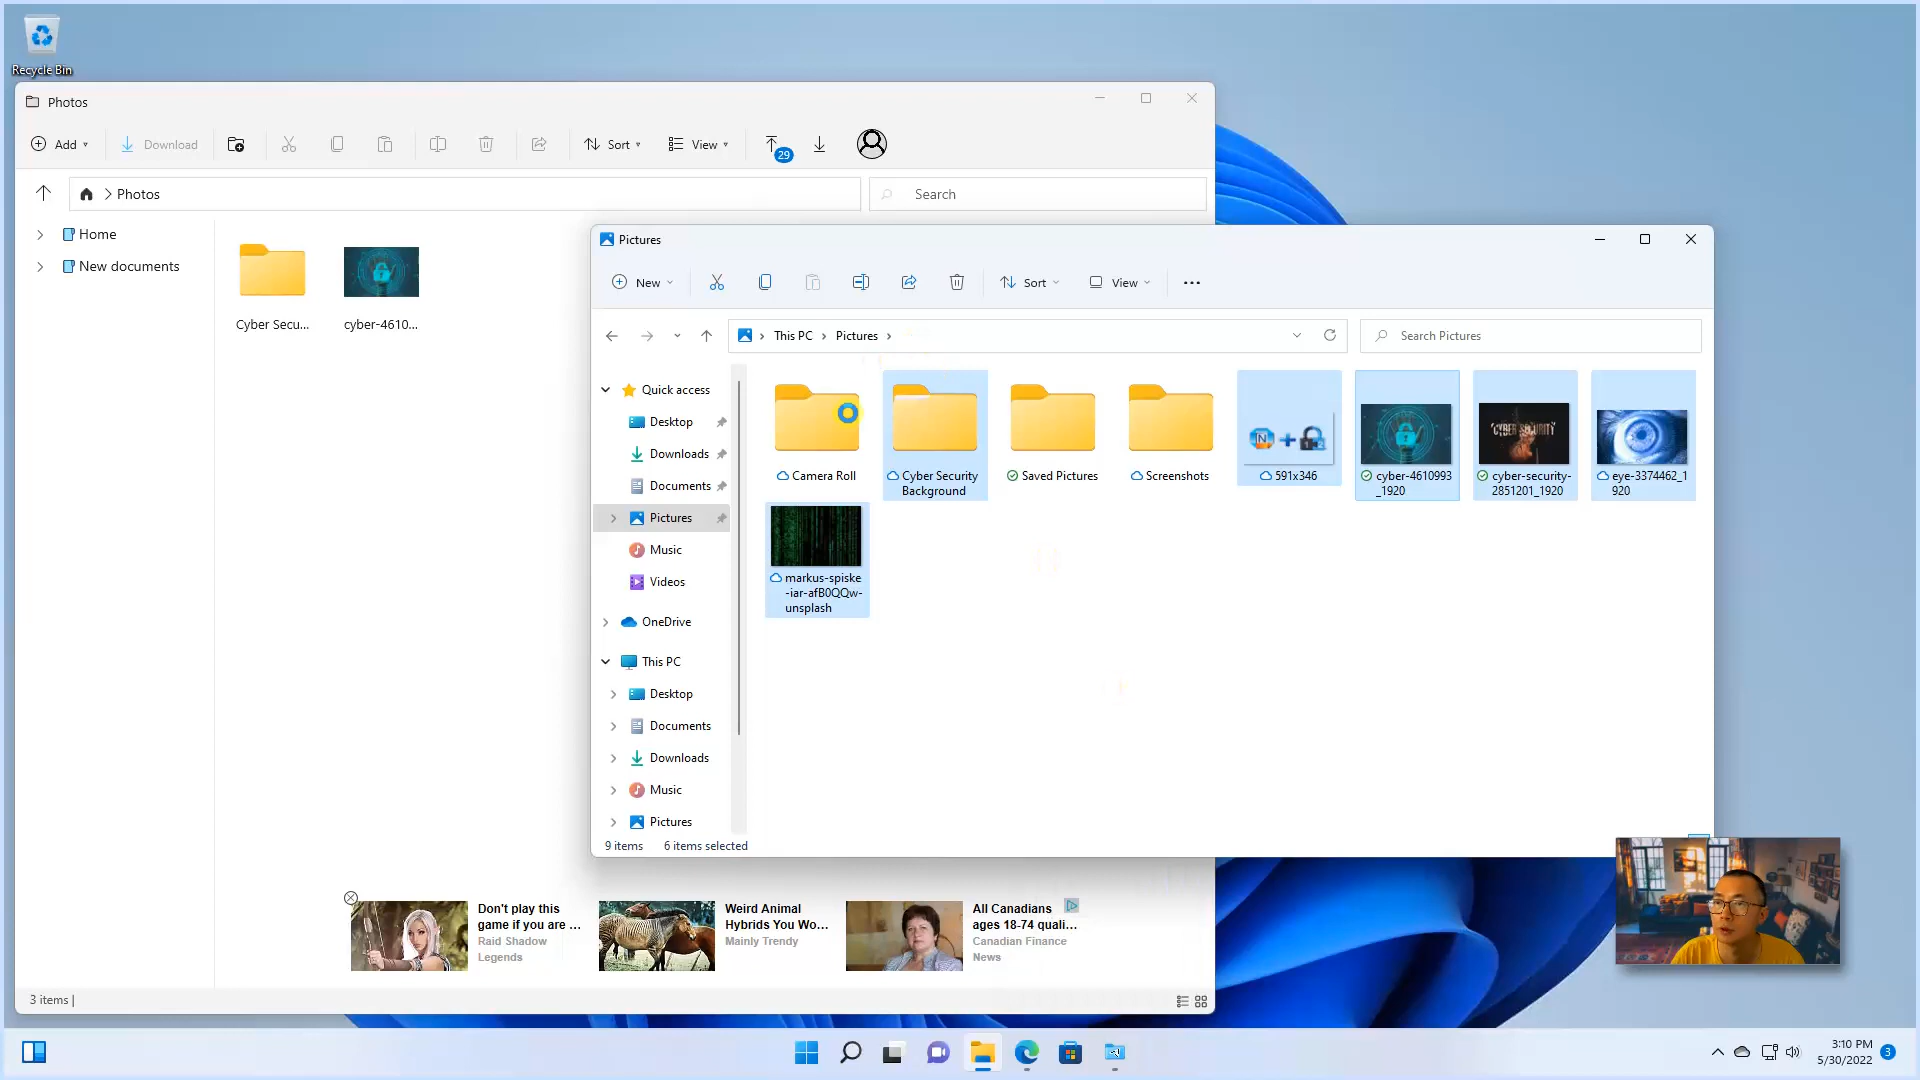 Recycle Bin
Photos
Add
Download
Sort
View
29
Photos
Search
Home
New documents
Cyber Secu...
cyber-4610...
Pictures
New
Sort
View
This PC
Pictures
Search Pictures
Quick access
Desktop
Downloads
Documents
Pictures
Music
Videos
OneDrive
This PC
Desktop
Documents
Downloads
Music
Pictures
Camera Roll
Cyber Security
Background
Saved Pictures
Screenshots
591x346
cyber-4610993
_1920
CYBER SECURITY
cyber-security-
2851201_1920
eye-3374462_1
920
N
markus-spiske
-iar-afB0QQw-
unsplash
9 items
6 items selected
Don't play this
game if you are ...
Raid Shadow
Legends
Weird Animal
Hybrids You Wo...
Mainly Trendy
All Canadians
ages 18-74 quali...
Canadian Finance
News
3 items |
3:10 PM
5/30/2022
3